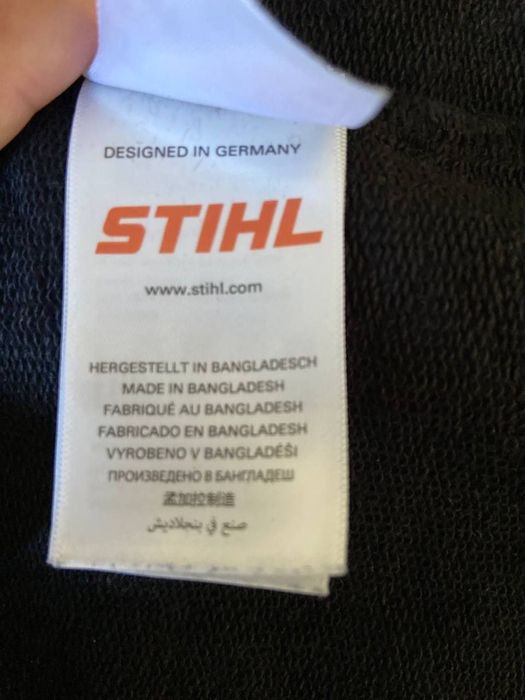 DESIGNED IN GERMANY
STIHL
www.stihl.com
HERGESTELLT IN BANGLADESCH
MADE IN BANGLADESH
FABRIQUÉ AU BANGLADESH
FABRICADO EN BANGLADESH
VYROBENO V BANGLADÉŠI
ПРОИЗВЕДЕНО В БАНГЛАДЕШ
孟加拉制造
صنع في بنجلاديش